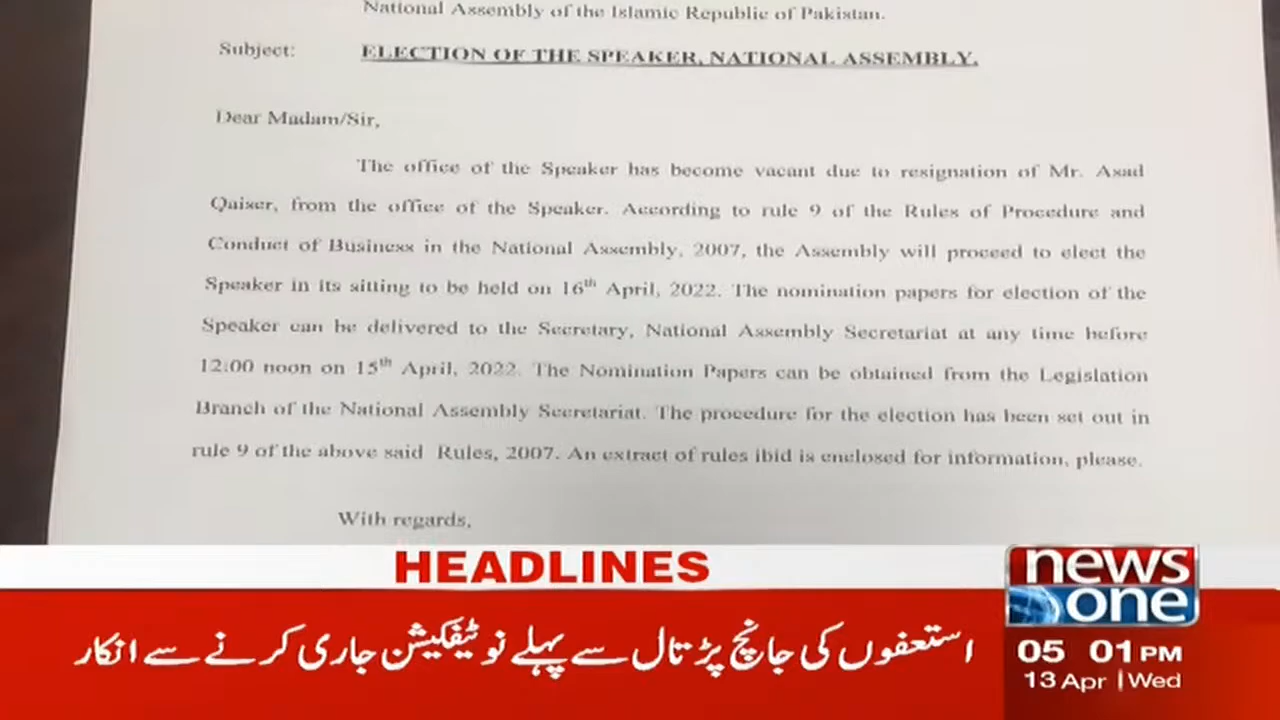 National Assembly of the Islamic Republic of Pakistan.
Subject: ELECTION OF THE SPEAKER, NATIONAL ASSEMBLY.
Dear Madam/Sir,
The office of the Speaker has become vacant due to resignation of Mr. Asad
Qaiser, from the office of the Speaker. According to rule 9 of the Rules of Procedure and
Conduct of Business in the National Assembly, 2007, the Assembly will proceed to elect the
Speaker in its sitting to be held on 16th April, 2022. The nomination papers for election of the
Speaker can be delivered to the Secretary, National Assembly Secretariat at any time before
12:00 noon on 15th April, 2022. The Nomination Papers can be obtained from the Legislation
Branch of the National Assembly Secretariat. The procedure for the election has been set out in
rule 9 of the above said Rules, 2007. An extract of rules ibid is enclosed for information, please.
With regards,
HEADLINES
news
one
استعفوں کی جانچ پڑتال سے پہلے نوٹیفکیشن جاری کرنے سے انکار
05 01 PM
13 Apr | Wed